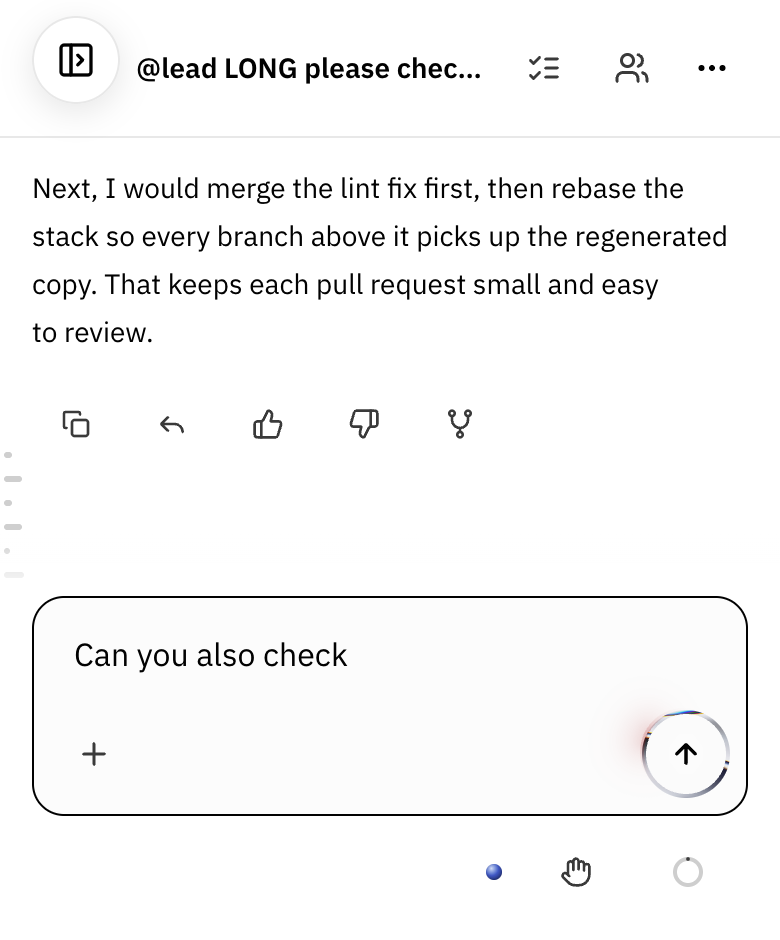 @lead LONG please chec...
Next, I would merge the lint fix first, then rebase the
stack so every branch above it picks up the regenerated
copy. That keeps each pull request small and easy
to review.
Can you also check